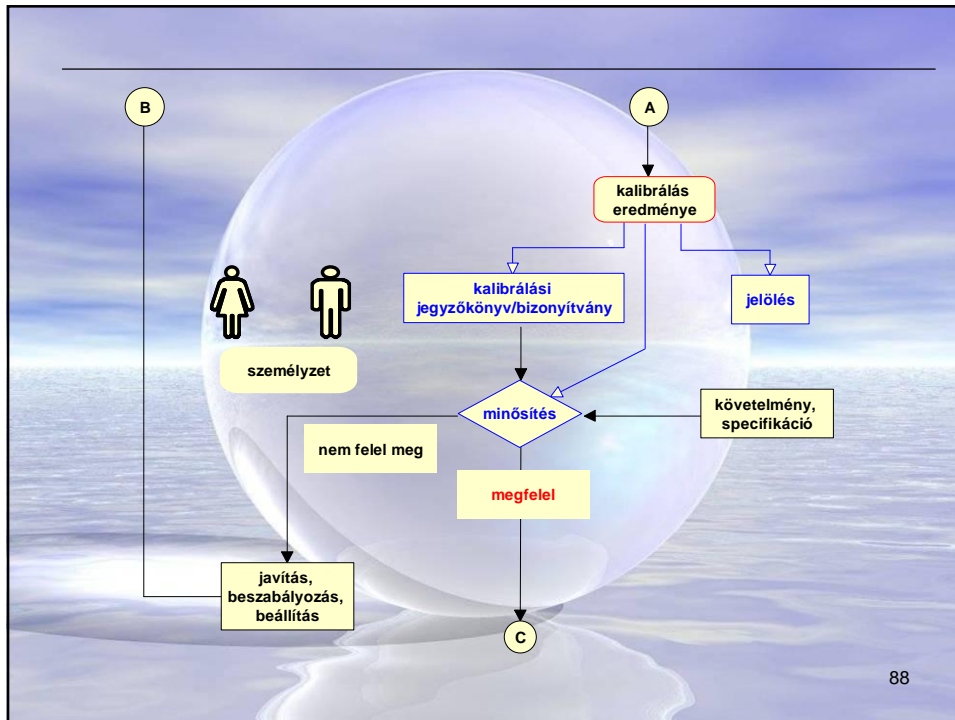 B
A
kalibrálás
eredménye
kalibrálási
jegyzőkönyv/bizonyítvány
jelölés
személyzet
minősítés
követelmény,
specifikáció
nem felel meg
megfelel
javítás,
beszabályozás,
beállítás
C
88